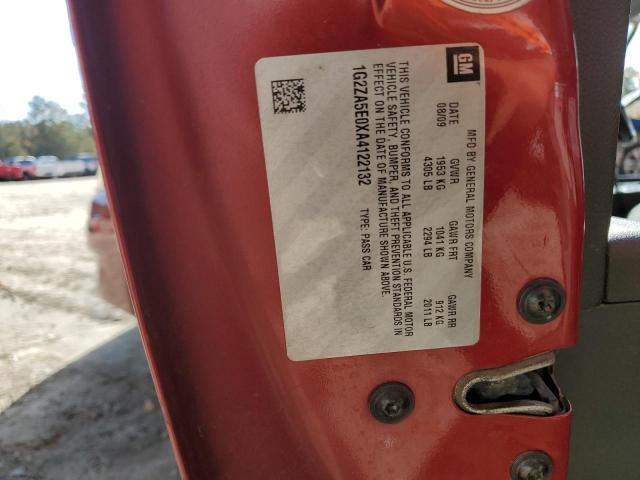 GM
MFD BY GENERAL MOTORS COMPANY
DATE GVWR GAWR FRT GAWR RR
08/09 1953 KG 1041 KG 912 KG
4305 LB 2294 LB 2011 LB
THIS VEHICLE CONFORMS TO ALL APPLICABLE U.S. FEDERAL MOTOR
VEHICLE SAFETY, BUMPER, AND THEFT PREVENTION STANDARDS IN
EFFECT ON THE DATE OF MANUFACTURE SHOWN ABOVE.
1G2ZA5E0XA4122132 TYPE: PASS CAR